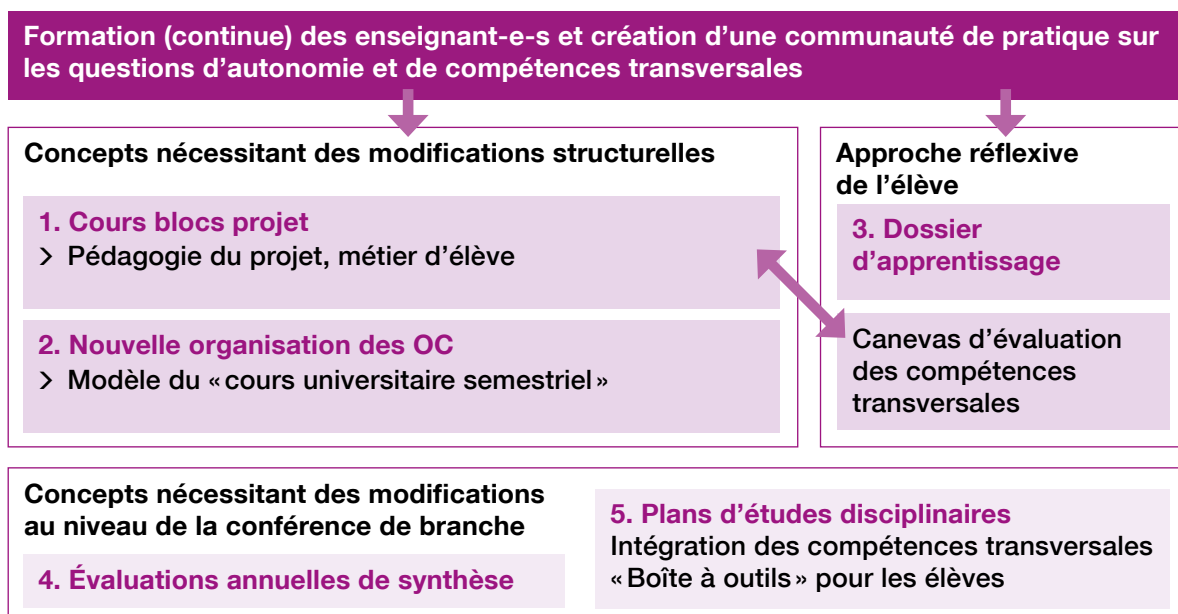 Formation (continue) des enseignant-e-s et création d'une communauté de pratique sur
les questions d'autonomie et de compétences transversales
Concepts nécessitant des modifications structurelles
1. Cours blocs projet
> Pédagogie du projet, métier d'élève
2. Nouvelle organisation des OC
> Modèle du « cours universitaire semestriel »
Approche réflexive
de l'élève
3. Dossier
d'apprentissage
Canevas d'évaluation
des compétences
transversales
Concepts nécessitant des modifications
au niveau de la conférence de branche
4. Évaluations annuelles de synthèse
5. Plans d'études disciplinaires
Intégration des compétences transversales
« Boîte à outils » pour les élèves